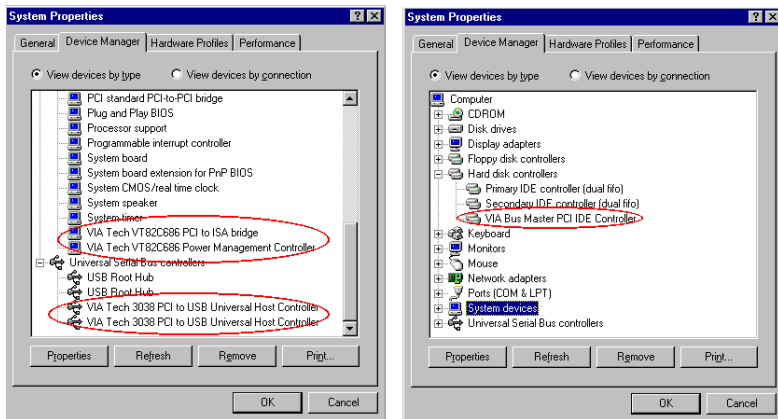 System Properties
General Device Manager Hardware Profiles Performance
View devices by type View devices by connection
PCI standard PCI-to-PCI bridge
Plug and Play BIOS
Processor support
Programmable interrupt controller
System board
System board extension for PnP BIOS
System CMOS/real time clock
System speaker
System timer
VIA Tech VT82C686 PCI to ISA bridge
VIA Tech VT82C686 Power Management Controller
Universal Serial Bus controllers
USB Root Hub
USB Root Hub
VIA Tech 3038 PCI to USB Universal Host Controller
VIA Tech 3038 PCI to USB Universal Host Controller
Properties Refresh Remove Print...
OK Cancel
System Properties
General Device Manager Hardware Profiles Performance
View devices by type View devices by connection
Computer
CDROM
Disk drives
Display adapters
Floppy disk controllers
Hard disk controllers
Primary IDE controller (dual fifo)
Secondary IDE controller (dual fifo)
VIA Bus Master PCI IDE Controller
Keyboard
Monitors
Mouse
Network adapters
Ports (COM & LPT)
System devices
Universal Serial Bus controllers
Properties Refresh Remove Print...
OK Cancel